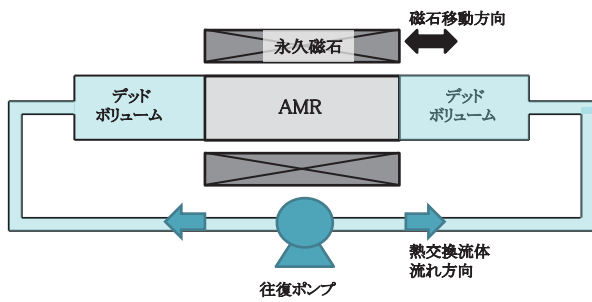 磁石移動方向
永久磁石
デッド
ボリューム
AMR
デッド
ボリューム
熱交換流体
流れ方向
往復ポンプ